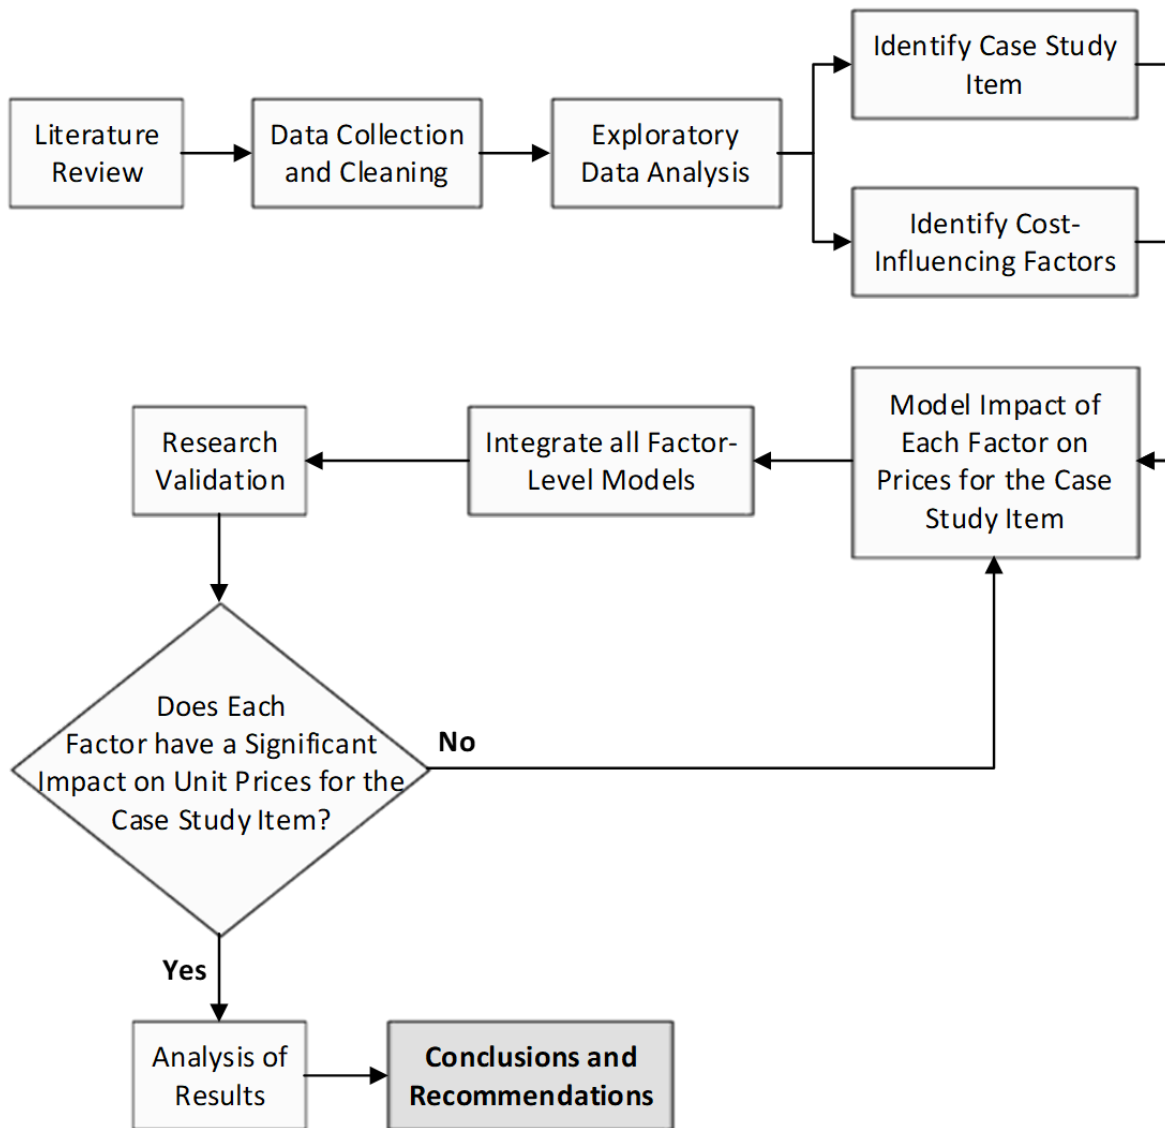 Literature
Review
Data Collection
and Cleaning
Exploratory
Data Analysis
Identify Case Study
Item
Identify Cost-
Influencing Factors
Model Impact of
Each Factor on
Prices for the Case
Study Item
Integrate all Factor-
Level Models
Research
Validation
Does Each
Factor have a Significant
Impact on Unit Prices for the
Case Study Item?
No
Yes
Analysis of
Results
Conclusions and
Recommendations